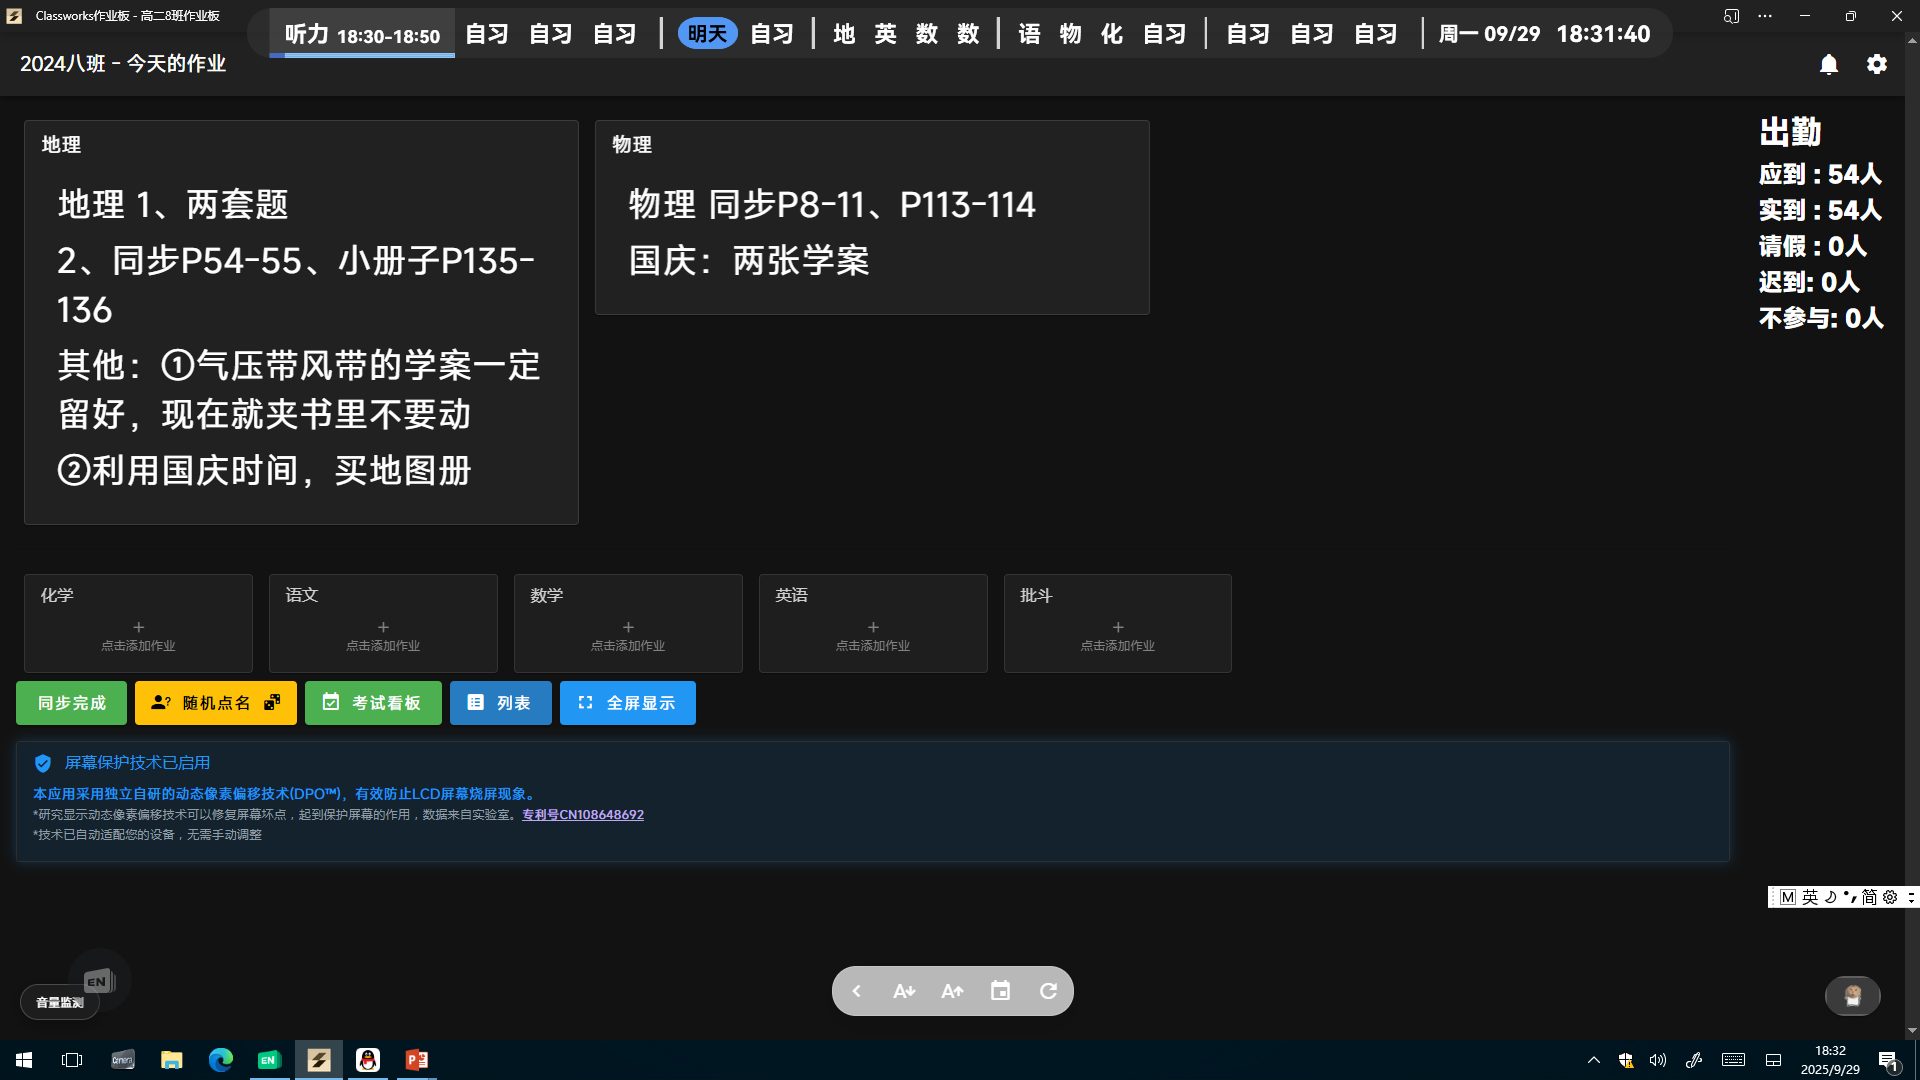 Classworks作业板 - 高二8班作业板
听力 18:30-18:50 自习 自习 自习 | 明天 自习 | 地 英 数 数 | 语 物 化 自习 | 自习 自习 自习 | 周一 09/29 18:31:40
2024八班 - 今天的作业
地理
地理 1、两套题
2、同步P54-55、小册子P135-
136
其他：①气压带风带的学案一定
留好，现在就夹书里不要动
②利用国庆时间，买地图册
物理
物理 同步P8-11、P113-114
国庆：两张学案
出勤
应到 : 54人
实到 : 54人
请假 : 0人
迟到: 0人
不参与: 0人
化学
+
点击添加作业
语文
+
点击添加作业
数学
+
点击添加作业
英语
+
点击添加作业
批斗
+
点击添加作业
同步完成
随机点名
考试看板
列表
全屏显示
屏幕保护技术已启用
本应用采用独立自研的动态像素偏移技术(DPO™)，有效防止LCD屏幕烧屏现象。
*研究显示动态像素偏移技术可以修复屏幕坏点，起到保护屏幕的作用，数据来自实验室。专利号CN108648692
*技术已自动适配您的设备，无需手动调整
M 英 简
EN
音量监测
A A
EN
18:32
2025/9/29
1